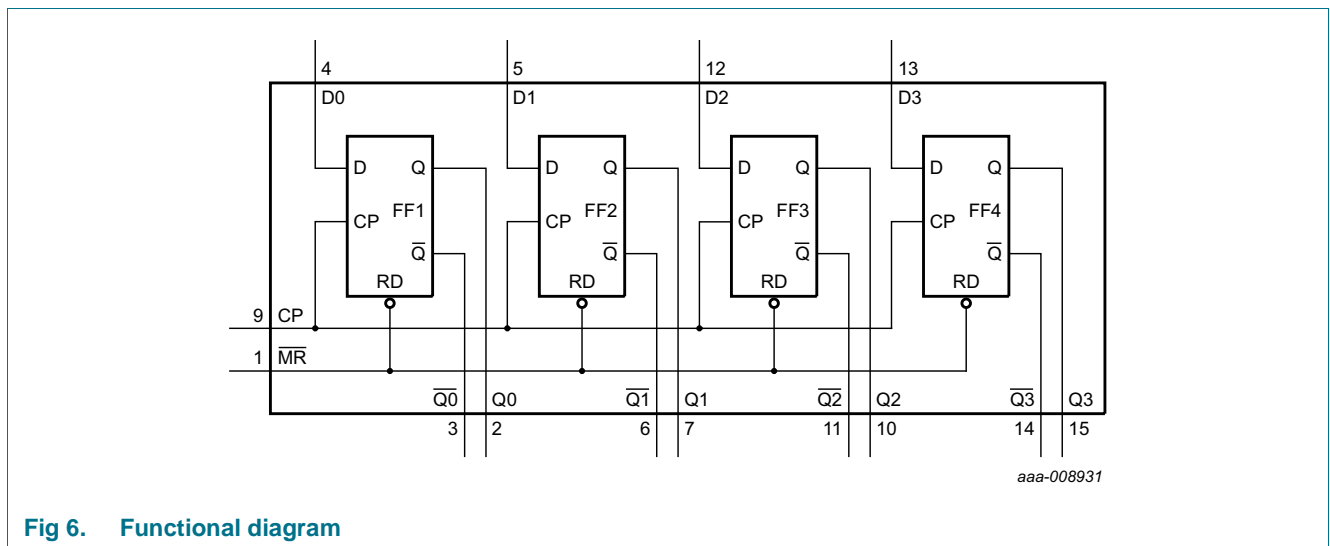 4 5 12 13
D0 D1 D2 D3
D Q D Q D Q D Q
FF1 FF2 FF3 FF4
CP CP CP CP
Q̅ Q̅ Q̅ Q̅
RD RD RD RD
9 CP
1 M̅R̅
Q̅0̅ Q0 Q̅1̅ Q1 Q̅2̅ Q2 Q̅3̅ Q3
3 2 6 7 11 10 14 15
aaa-008931
Fig 6. Functional diagram